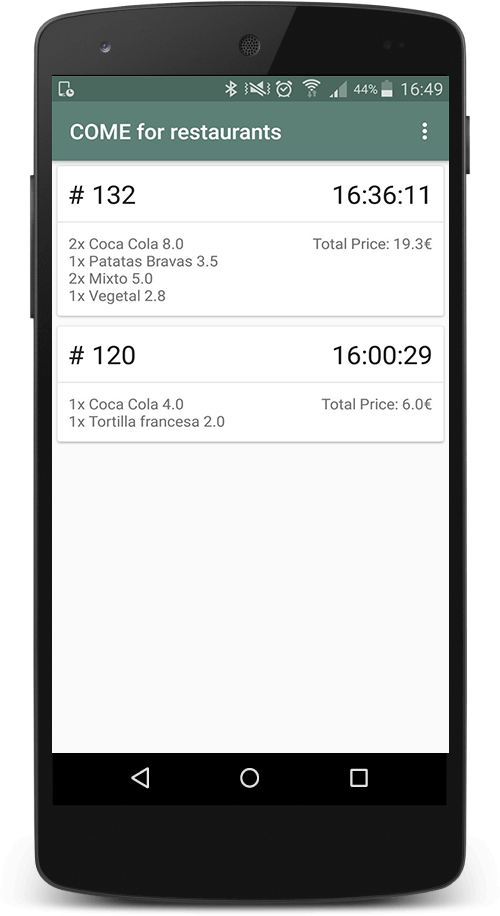 44% 16:49
COME for restaurants
# 132 16:36:11
2x Coca Cola 8.0 Total Price: 19.3€
1x Patatas Bravas 3.5
2x Mixto 5.0
1x Vegetal 2.8
# 120 16:00:29
1x Coca Cola 4.0 Total Price: 6.0€
1x Tortilla francesa 2.0